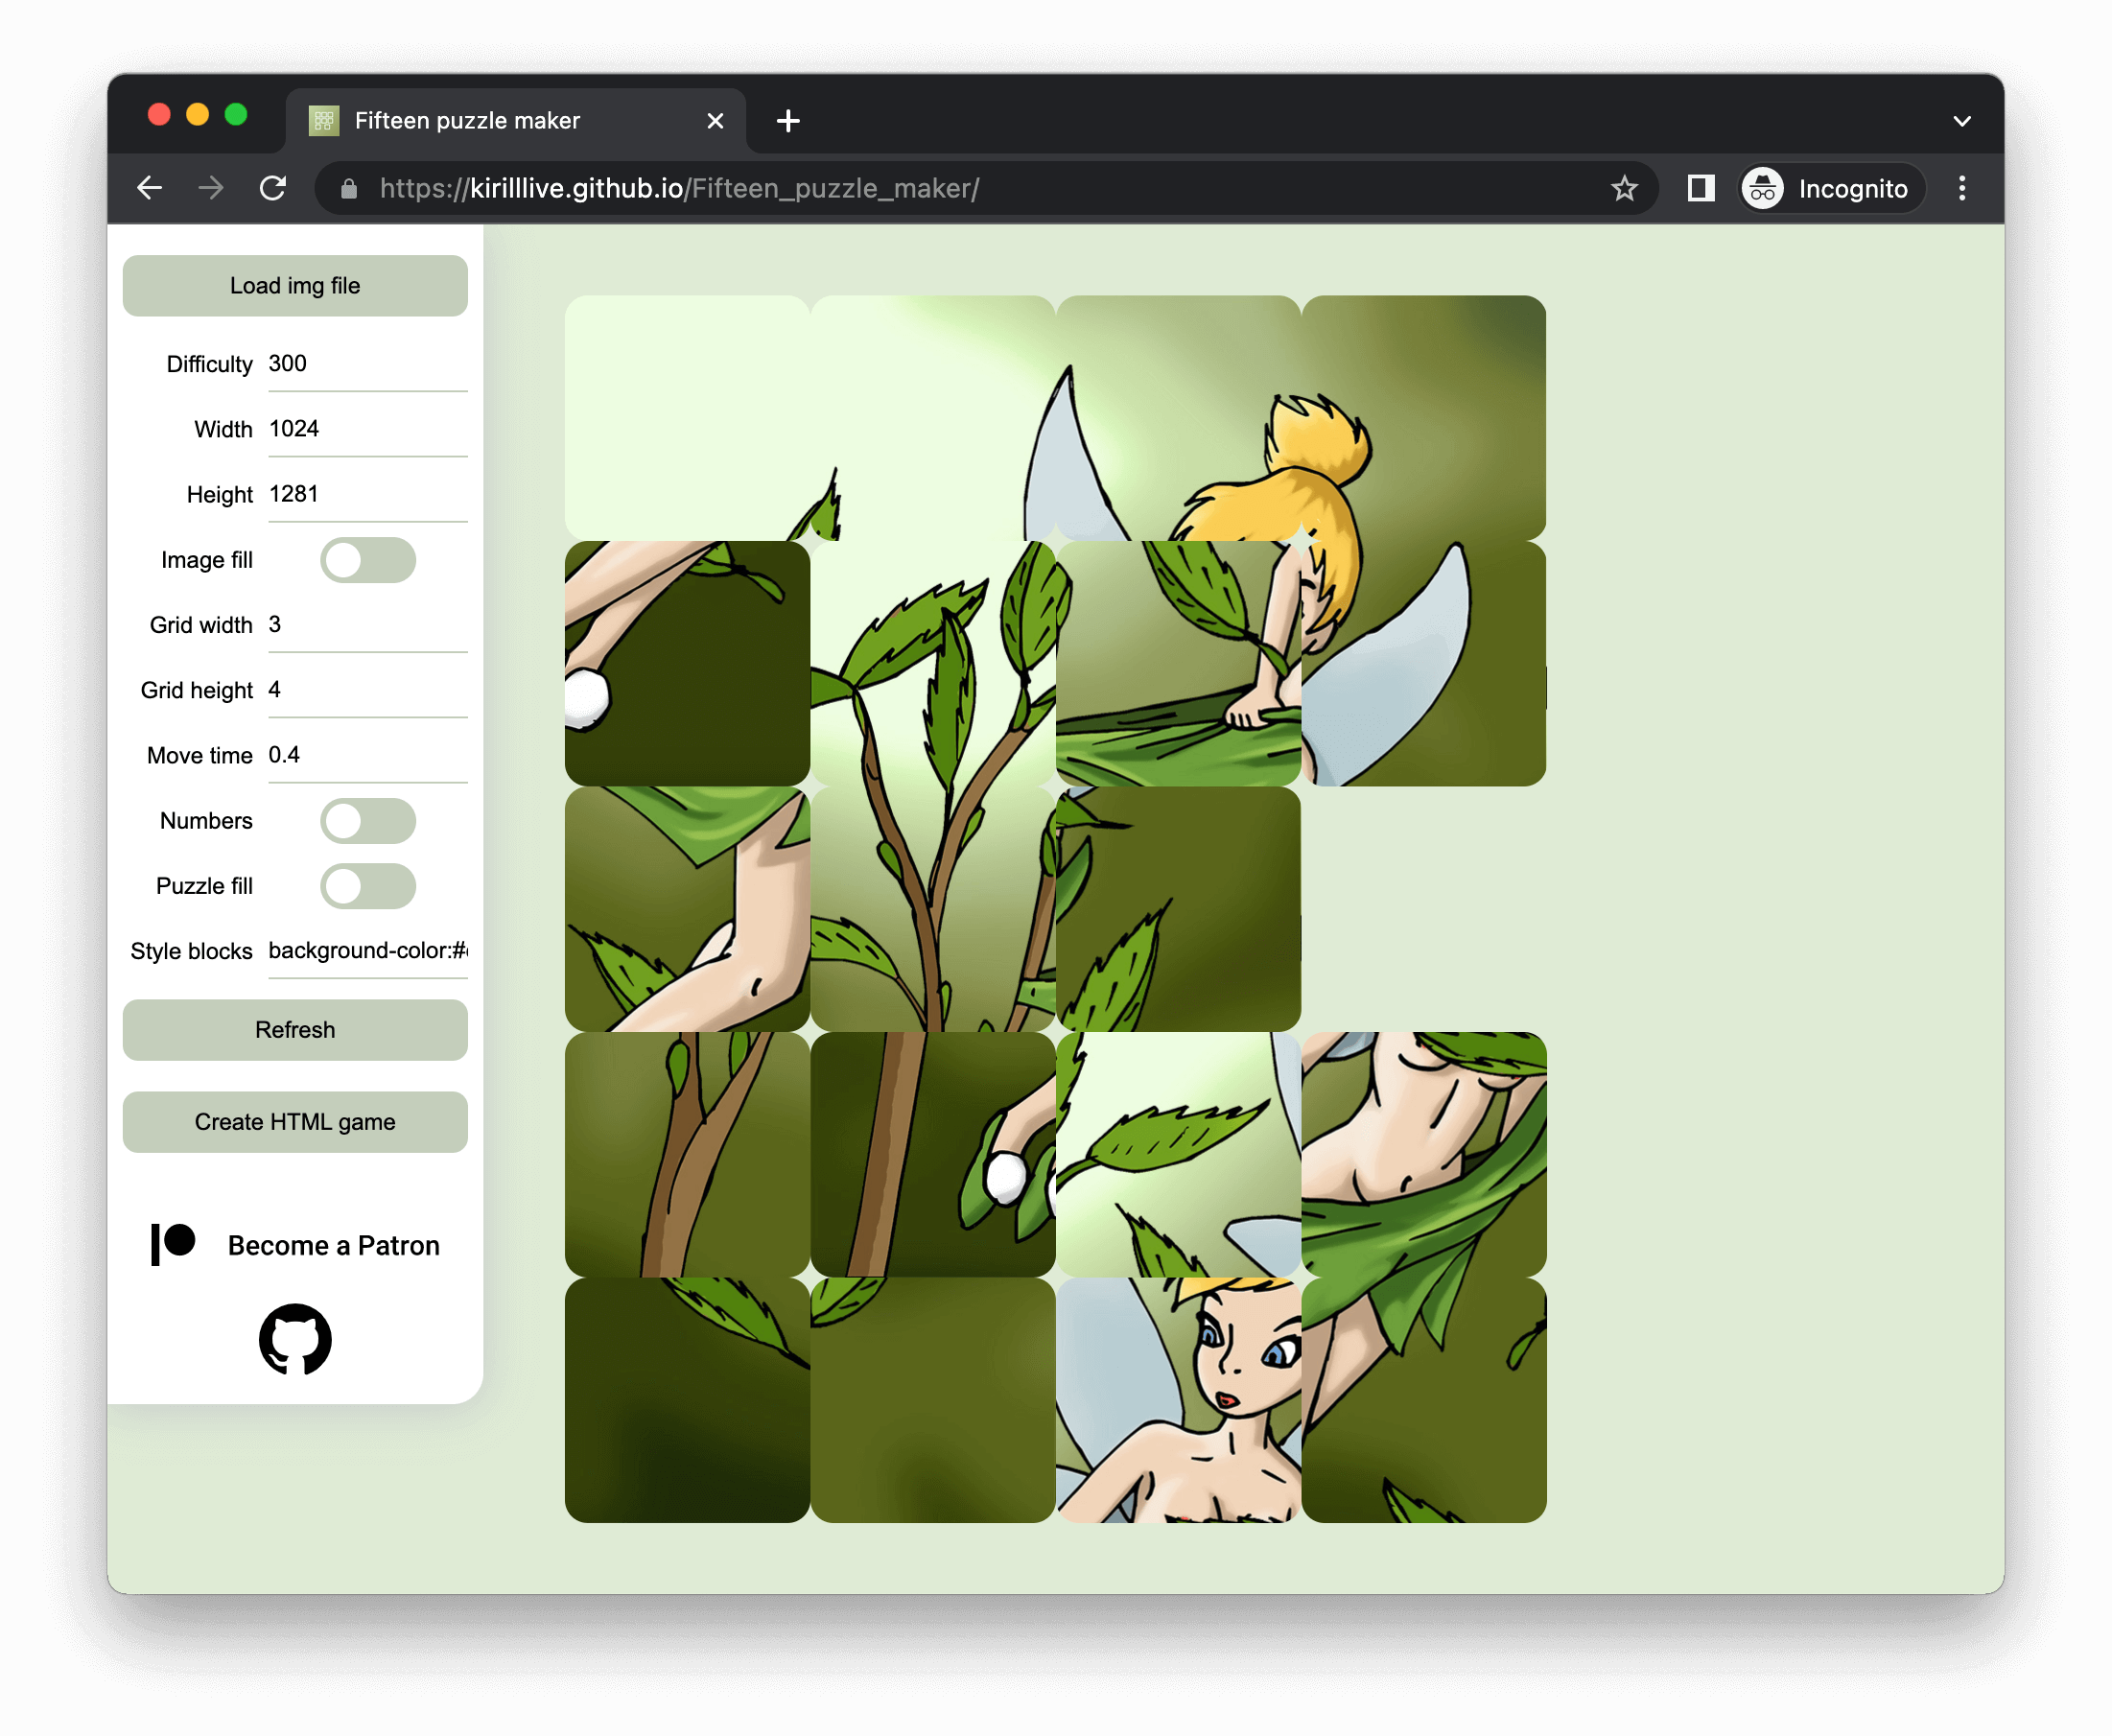 Fifteen puzzle maker
https://kirilllive.github.io/Fifteen_puzzle_maker/
Incognito
Load img file
Difficulty 300
Width 1024
Height 1281
Image fill
Grid width 3
Grid height 4
Move time 0.4
Numbers
Puzzle fill
Style blocks background-color:#
Refresh
Create HTML game
Become a Patron